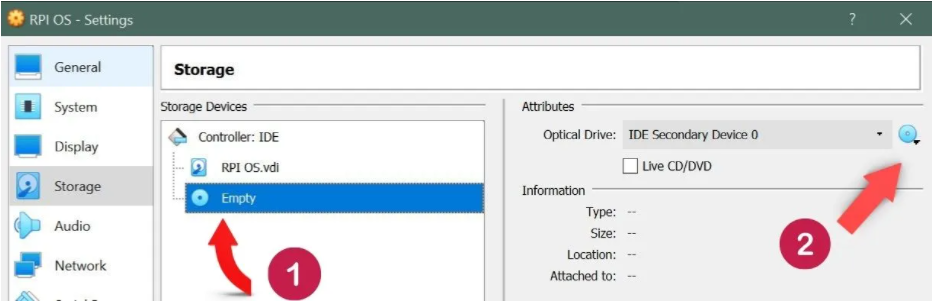 RPI OS - Settings
?
General
System
Display
Storage
Audio
Network
Storage
Storage Devices
Controller: IDE
RPI OS.vdi
Empty
1
Attributes
Optical Drive: IDE Secondary Device 0
Live CD/DVD
Information
Type: --
Size: --
Location: --
Attached to: --
2